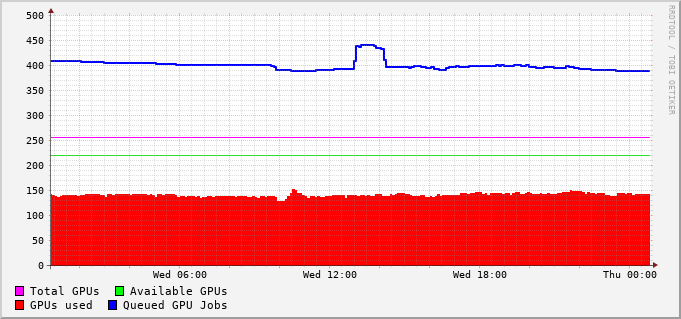 500
450
400
350
300
250
200
150
100
50
0
Wed 06:00 Wed 12:00 Wed 18:00 Thu 00:00
Total GPUs Available GPUs
GPUs used Queued GPU Jobs
RRDTOOL / TOBI OETIKER